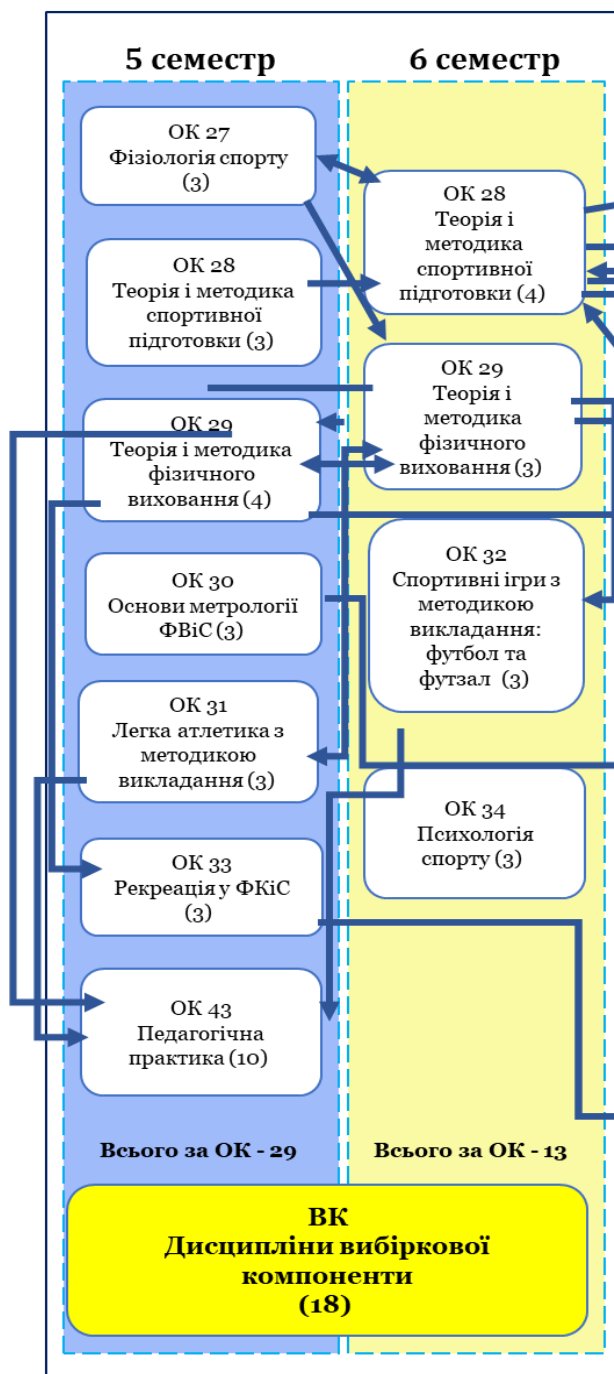 5 семестр
ОК 27
Фізіологія спорту
(3)
ОК 28
Теорія і методика
спортивної
підготовки (3)
ОК 29
Теорія і методика
фізичного
виховання (4)
ОК 30
Основи метрології
ФВіС (3)
ОК 31
Легка атлетика з
методикою
викладання (3)
ОК 33
Рекреація у ФКіС
(3)
ОК 43
Педагогічна
практика (10)
Всього за ОК - 29
6 семестр
ОК 28
Теорія і
методика
спортивної
підготовки (4)
ОК 29
Теорія і
методика
фізичного
виховання (3)
ОК 32
Спортивні ігри з
методикою
викладання:
футбол та
футзал (3)
ОК 34
Психологія
спорту (3)
Всього за ОК - 13
ВК
Дисципліни вибіркової
компоненти
(18)